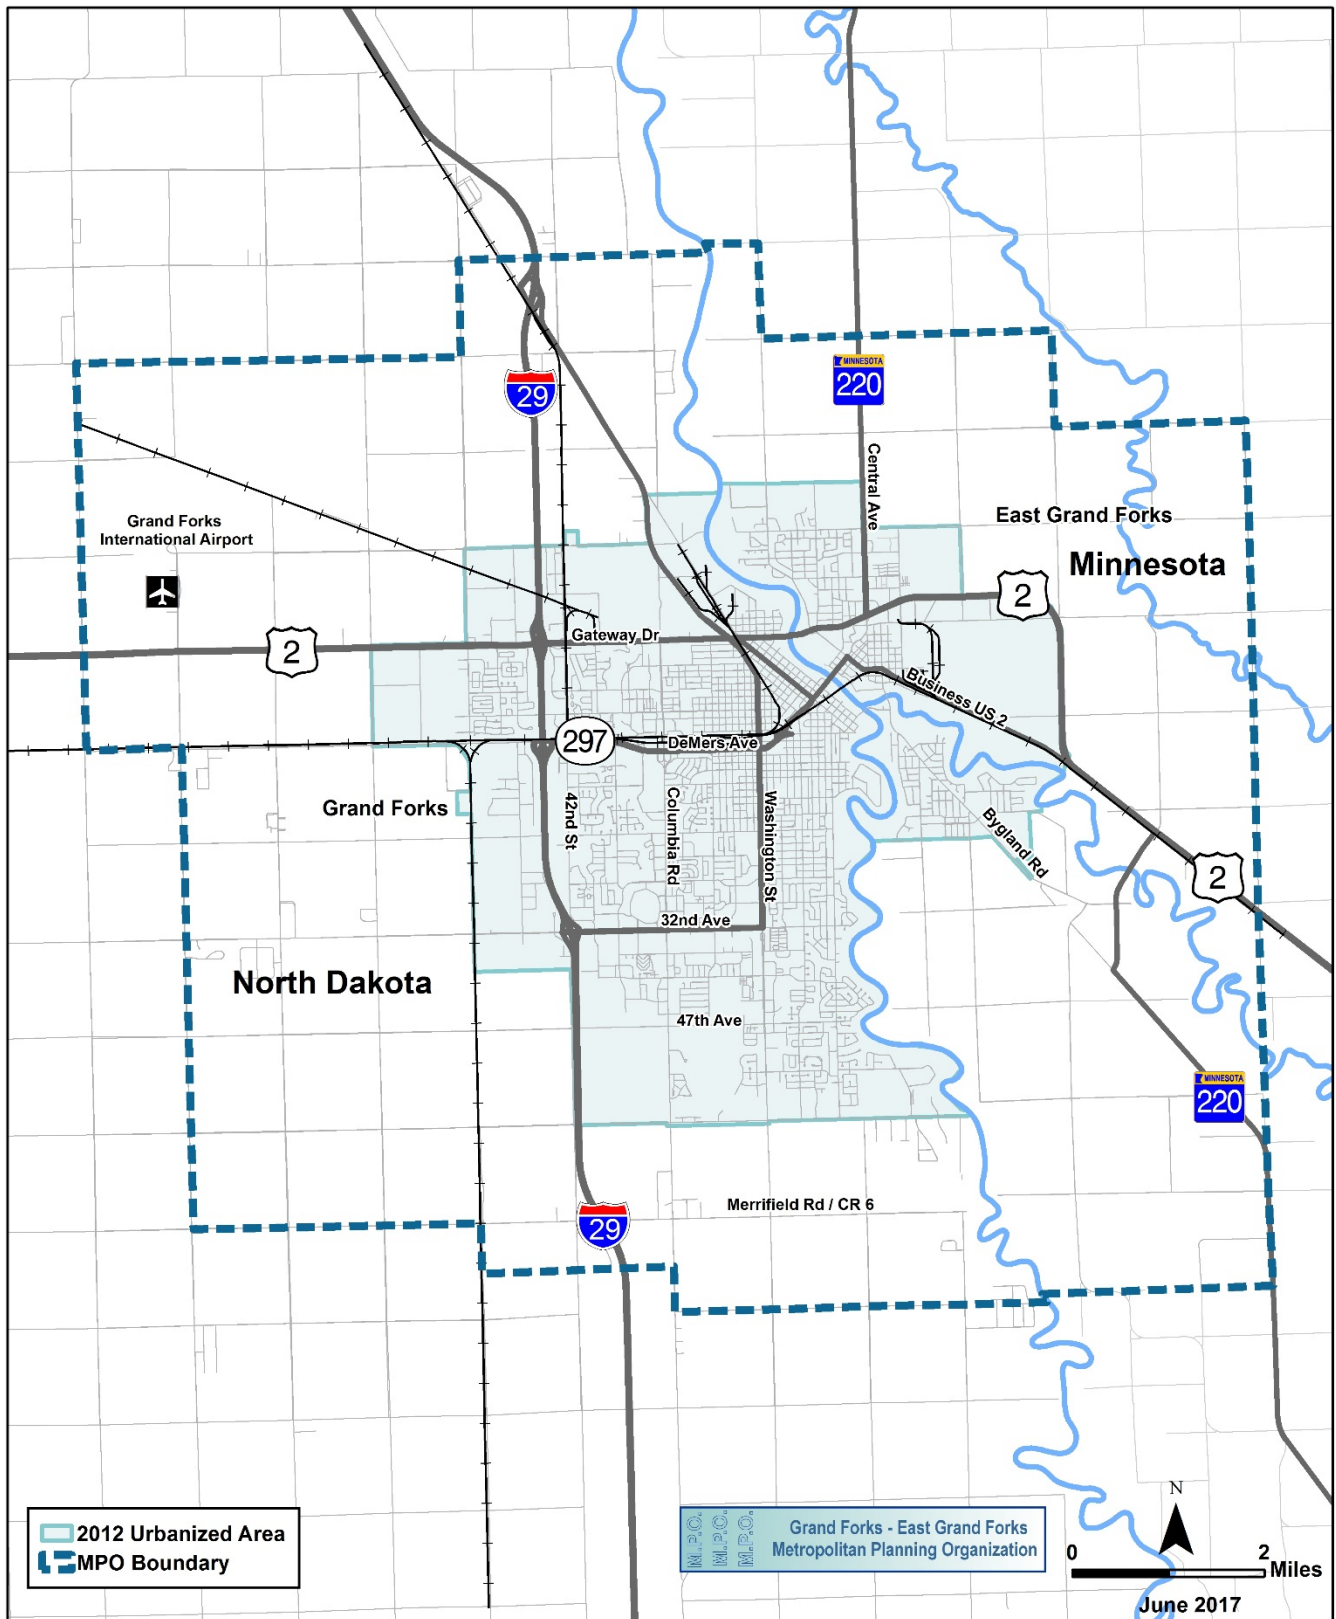 MINNESOTA
220
29
Central Ave
East Grand Forks
Minnesota
Grand Forks
International Airport
2
2
Gateway Dr
Business US 2
297
DeMers Ave
Grand Forks
42nd St
Columbia Rd
Washington St
Bygland Rd
2
32nd Ave
North Dakota
47th Ave
MINNESOTA
220
Merrifield Rd / CR 6
29
2012 Urbanized Area
MPO Boundary
M.P.O.
M.P.O.
M.P.O.
Grand Forks - East Grand Forks
Metropolitan Planning Organization
N
0 2
Miles
June 2017